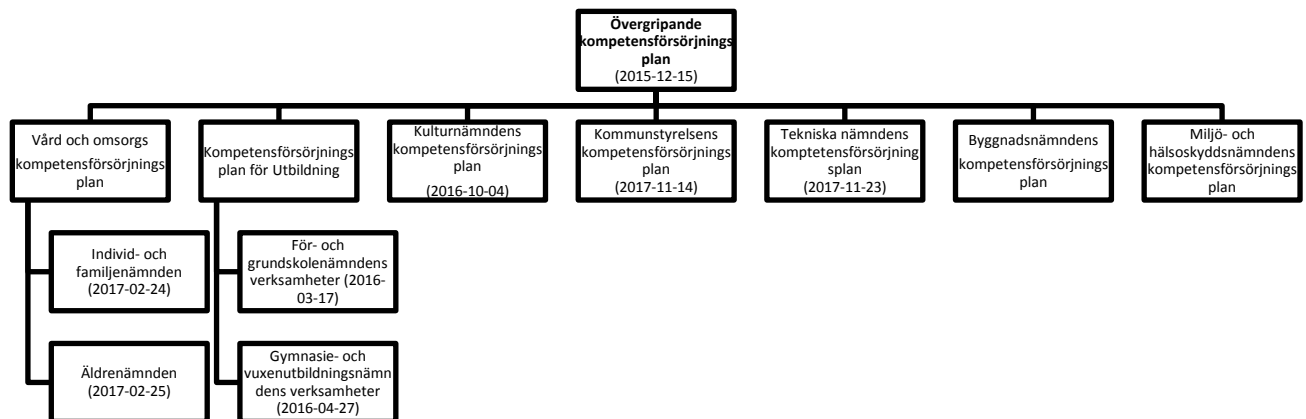 Övergripande
kompetensförsörjnings
plan
(2015-12-15)
Vård och omsorgs
kompetensförsörjnings
plan
Kompetensförsörjnings
plan för Utbildning
Kulturnämndens
kompetensförsörjnings
plan
(2016-10-04)
Kommunstyrelsens
kompetensförsörjnings
plan
(2017-11-14)
Tekniska nämndens
komptetensförsörjning
splan
(2017-11-23)
Byggnadsnämndens
kompetensförsörjnings
plan
Miljö- och
hälsoskyddsnämndens
kompetensförsörjnings
plan
Individ- och
familjenämnden
(2017-02-24)
För- och
grundskolenämndens
verksamheter (2016-
03-17)
Äldrenämnden
(2017-02-25)
Gymnasie- och
vuxenutbildningsnämn
dens verksamheter
(2016-04-27)